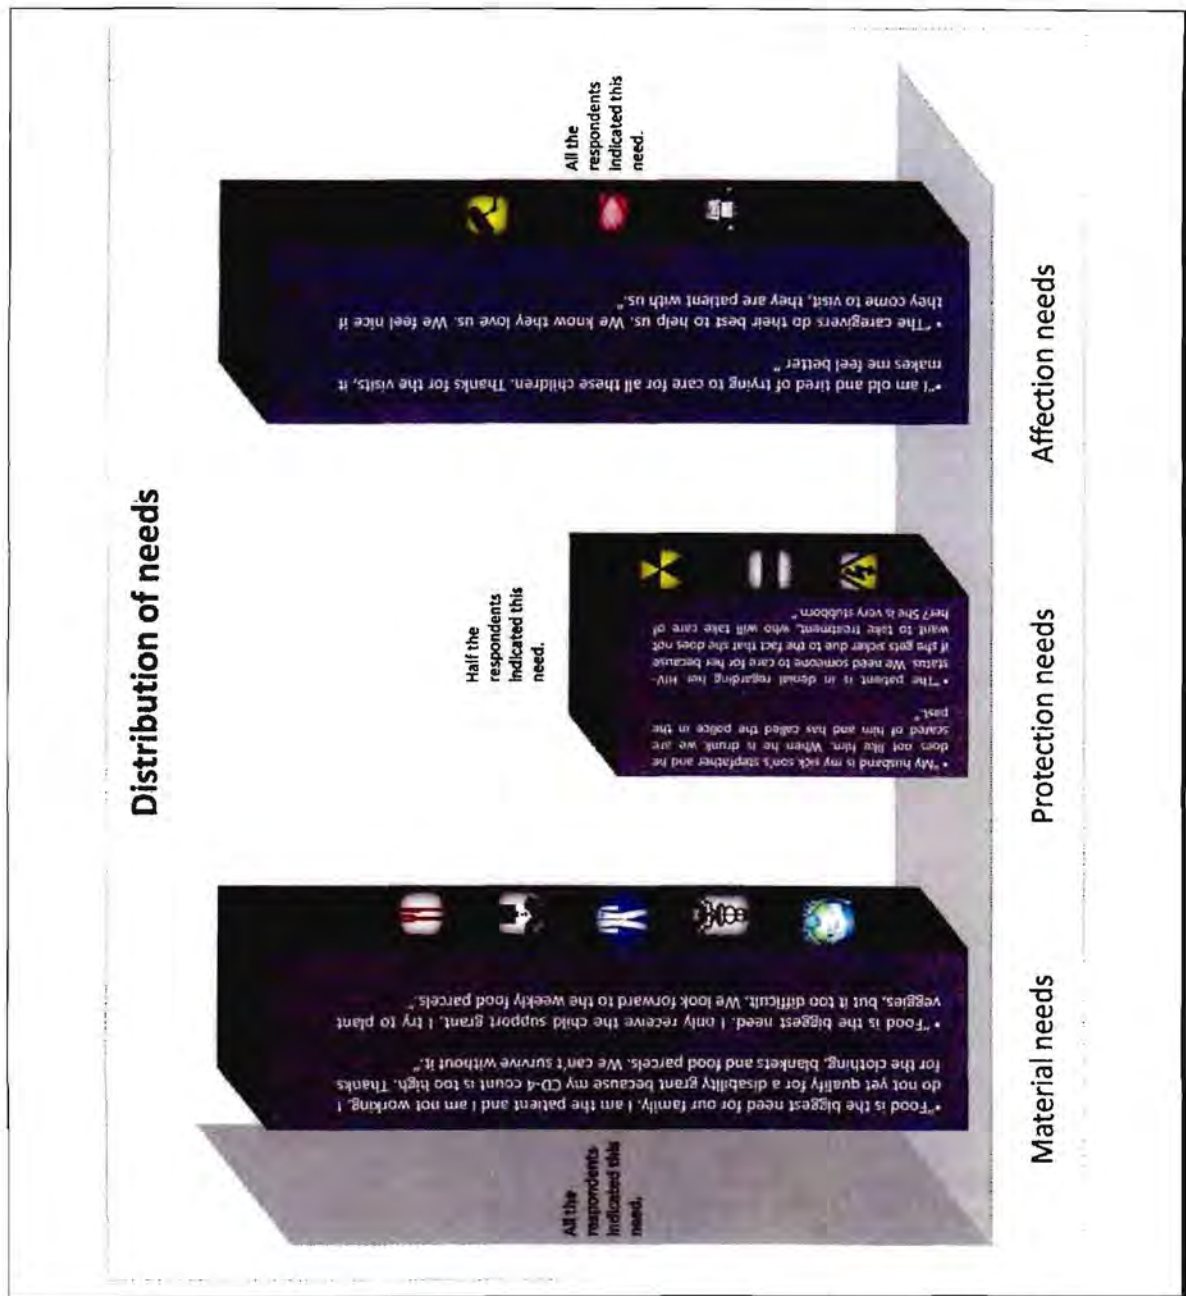 Distribution of needs
All the
respondents
indicated this
need.
•"Food is the biggest need for our family. I am the patient and I am not working, I
do not yet qualify for a disability grant because my CD-4 count is too high. Thanks
for the clothing, blankets and food parcels. We can't survive without it."
• "Food is the biggest need. I only receive the child support grant. I try to plant
veggies, but it too difficult. We look forward to the weekly food parcels."
Material needs
Half the
respondents
indicated this
need.
• "My husband is my sick son's stepfather and he
does not like him. When he is drunk we are
scared of him and has called the police in the
past."
• "The patient is in denial regarding her HIV-
status. We need someone to care for her because
if she gets sicker due to the fact that she does not
want to take treatment, who will take care of
her? She is very stubborn."
Protection needs
All the
respondents
indicated this
need.
•"I am old and tired of trying to care for all these children. Thanks for the visits, it
makes me feel better "
• "The caregivers do their best to help us. We know they love us. We feel nice if
they come to visit, they are patient with us."
Affection needs